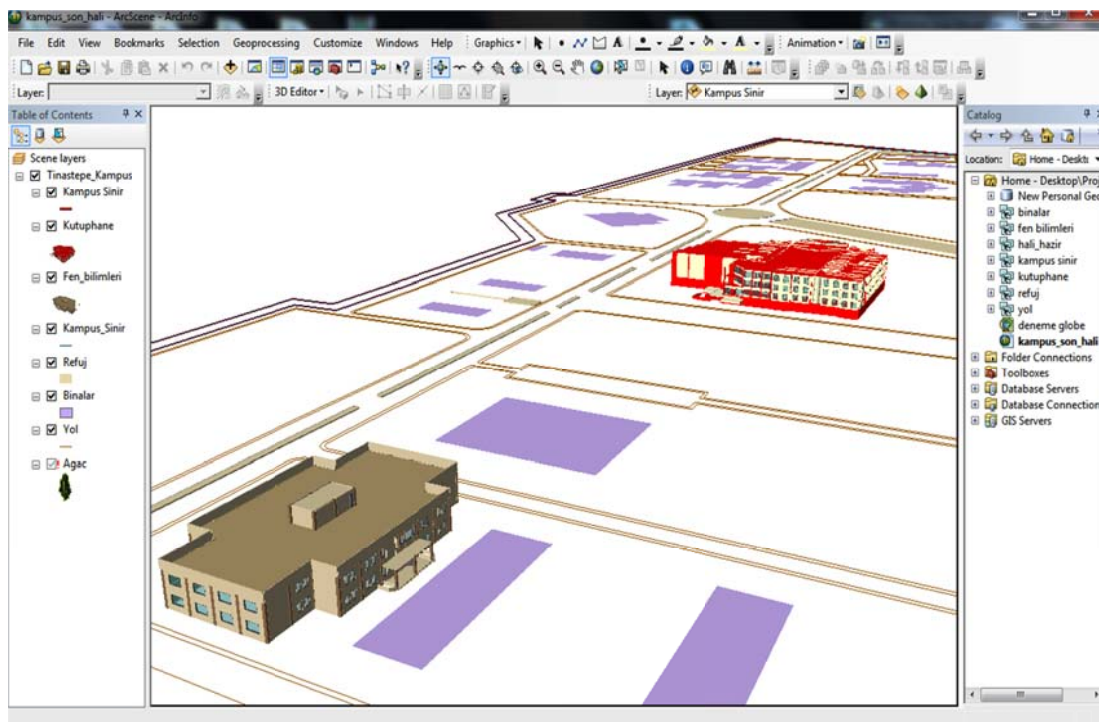 kampus_son_hali - ArcScene - ArcInfo
File Edit View Bookmarks Selection Geoprocessing Customize Windows Help Graphics Animation
Layer: 3D Editor Layer: Kampus Sinir
Table of Contents
Scene layers
Tinastepe_Kampus
Kampus Sinir
Kutuphane
Fen_bilimleri
Kampus_Sinir
Refuj
Binalar
Yol
Agac
Catalog
Location: Home - Deskt
Home - Desktop\Proj
New Personal Geo
binalar
fen bilimleri
hali_hazir
kampus sinir
kutuphane
refuj
yol
deneme globe
kampus_son_hali
Folder Connections
Toolboxes
Database Servers
Database Connection
GIS Servers